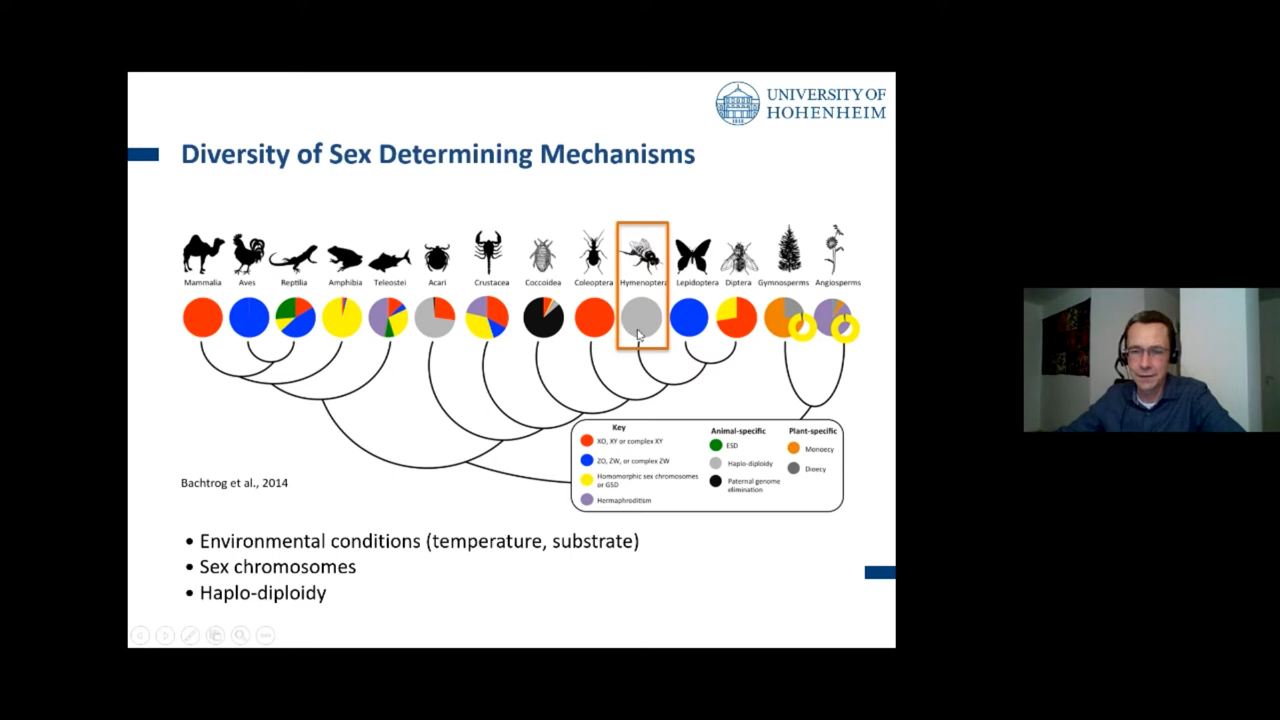 UNIVERSITY OF
HOHENHEIM
Diversity of Sex Determining Mechanisms
Mammalia Aves Reptilia Amphibia Teleostei Acari Crustacea Coccoidea Coleoptera Hymenoptera Lepidoptera Diptera Gymnosperms Angiosperms
Key
XO, XY or complex XY
ZO, ZW, or complex ZW
Homomorphic sex chromosomes
or GSD
Hermaphroditism
Animal-specific
ESD
Haplo-diploidy
Paternal genome
elimination
Plant-specific
Monoecy
Dioecy
Bachtrog et al., 2014
• Environmental conditions (temperature, substrate)
• Sex chromosomes
• Haplo-diploidy